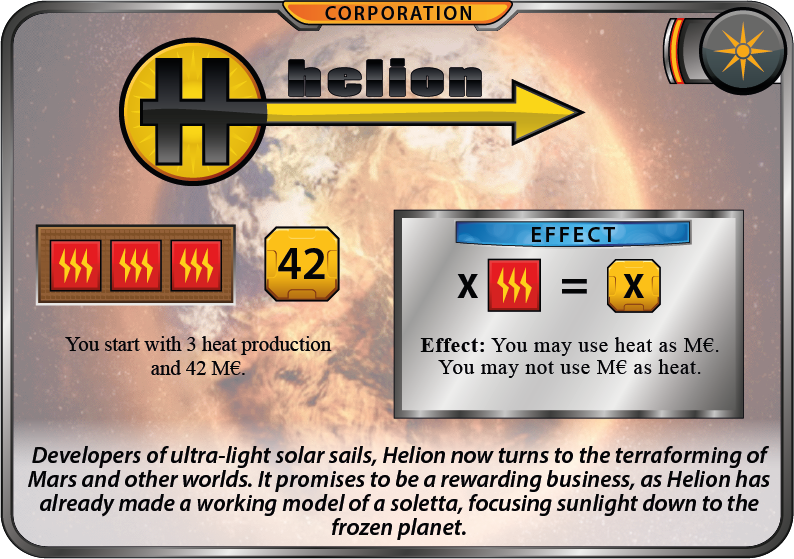 CORPORATION
H
helion
42
EFFECT
X = X
You start with 3 heat production
and 42 M€.
Effect: You may use heat as M€.
You may not use M€ as heat.
Developers of ultra-light solar sails, Helion now turns to the terraforming of
Mars and other worlds. It promises to be a rewarding business, as Helion has
already made a working model of a soletta, focusing sunlight down to the
frozen planet.